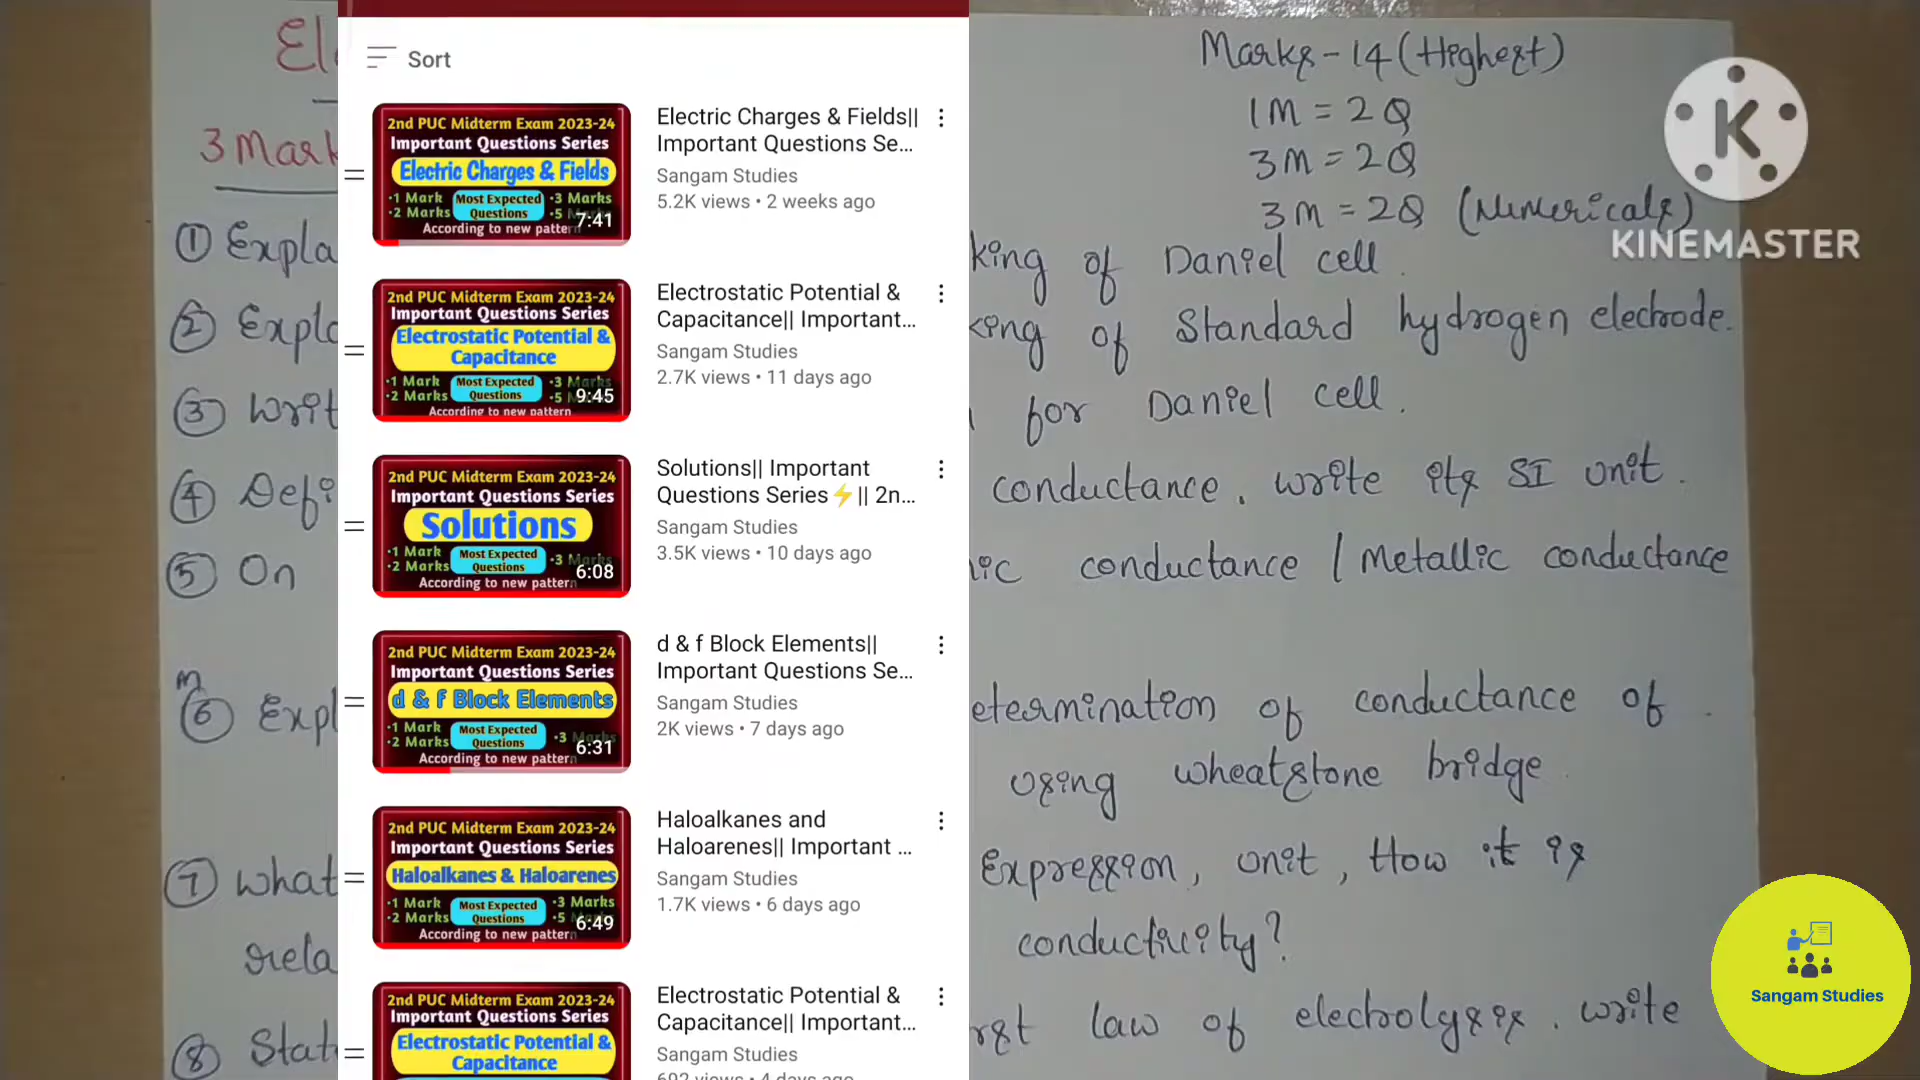 Sort
2nd PUC Midterm Exam 2023-24
Important Questions Series
Electric Charges & Fields
•1 Mark
•2 Marks
Most Expected
Questions
•3 Marks
•5
According to new patter
7:41
Electric Charges & Fields||
Important Questions Se...
Sangam Studies
5.2K views • 2 weeks ago
2nd PUC Midterm Exam 2023-24
Important Questions Series
Electrostatic Potential &
Capacitance
•1 Mark
•2 Marks
Most Expected
Questions
•3 Marks
•5
According to new pattern
9:45
Electrostatic Potential &
Capacitance|| Important...
Sangam Studies
2.7K views • 11 days ago
2nd PUC Midterm Exam 2023-24
Important Questions Series
Solutions
•1 Mark
•2 Marks
Most Expected
Questions
•3 Marks
According to new pattern
6:08
Solutions|| Important
Questions Series⚡|| 2n...
Sangam Studies
3.5K views • 10 days ago
2nd PUC Midterm Exam 2023-24
Important Questions Series
d & f Block Elements
•1 Mark
•2 Marks
Most Expected
Questions
•3 Marks
According to new pattern
6:31
d & f Block Elements||
Important Questions Se...
Sangam Studies
2K views • 7 days ago
2nd PUC Midterm Exam 2023-24
Important Questions Series
Haloalkanes & Haloarenes
•1 Mark
•2 Marks
Most Expected
Questions
•3 Marks
•5
According to new pattern
6:49
Haloalkanes and
Haloarenes|| Important ...
Sangam Studies
1.7K views • 6 days ago
2nd PUC Midterm Exam 2023-24
Important Questions Series
Electrostatic Potential &
Capacitance
Electrostatic Potential &
Capacitance|| Important...
Sangam Studies
692 views • 4 days ago
El
3 Mark
① Expla
② Expla
③ Writ
④ Defi
⑤ On
⑥ Expl
⑦ What
rela
⑧ Stat
Marks - 14 (Highest)
1M = 2Q
3M = 2Q
3M = 2Q (Numericals)
king of Daniel cell.
king of Standard hydrogen electrode.
for Daniel cell.
conductance. write its SI unit.
ic conductance / Metallic conductance
etermination of conductance of
using wheatstone bridge
Expression, unit, How it is
conductivity?
rst law of electrolysis. write
K
KINEMASTER
Sangam Studies